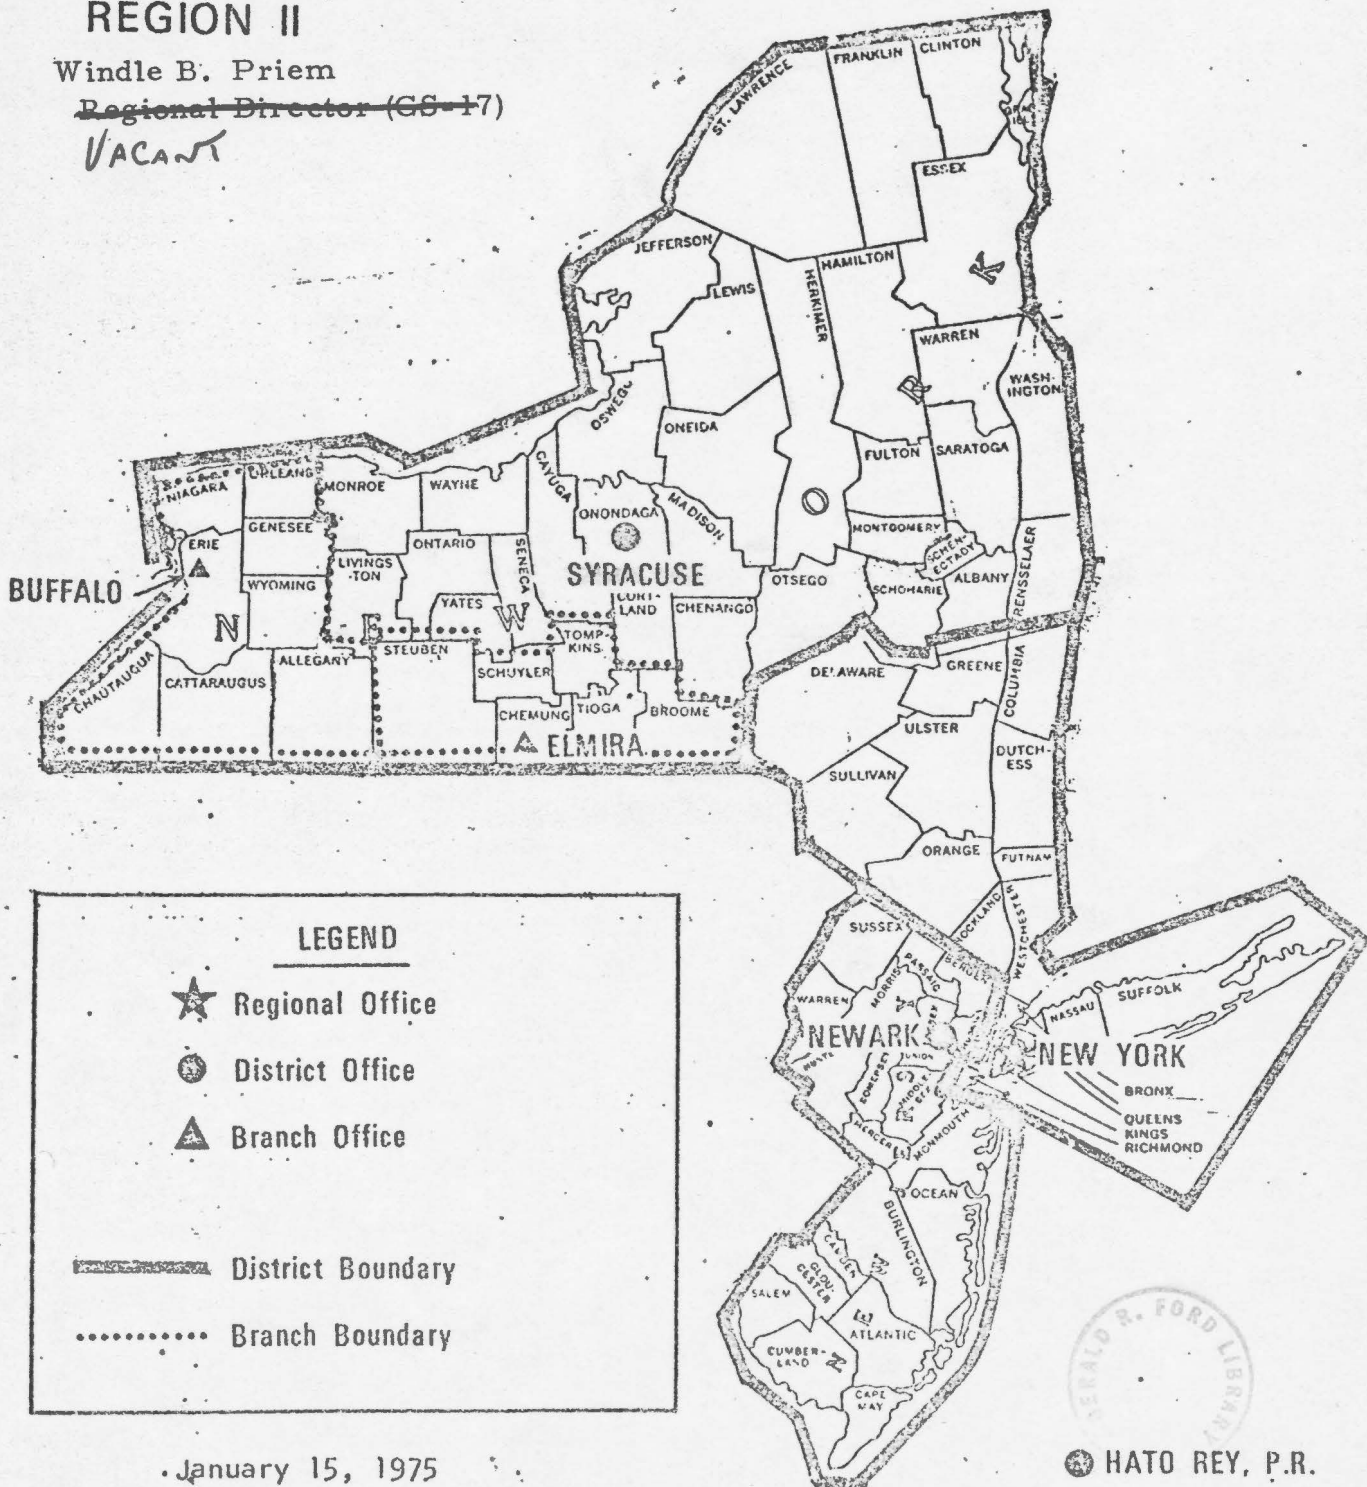 REGION II
Windle B. Priem
Regional Director (GS-17)
VACANT
ST. LAWRENCE
FRANKLIN
CLINTON
ESSEX
JEFFERSON
LEWIS
HERKIMER
HAMILTON
WARREN
WASH-
INGTON
OSWEGO
ONEIDA
FULTON
SARATOGA
NIAGARA
ORLEANS
MONROE
WAYNE
CAYUGA
ONONDAGA
MADISON
MONTGOMERY
SCHEN-
ECTADY
GENESEE
ERIE
ONTARIO
SENECA
LIVINGS
-TON
WYOMING
YATES
SYRACUSE
CORT-
LAND
CHENANGO
OTSEGO
SCHOHARIE
ALBANY
RENSSELAER
BUFFALO
N E W Y O R K
CHAUTAUQUA
CATTARAUGUS
ALLEGANY
STEUBEN
SCHUYLER
TOMP-
KINS
CHEMUNG
TIOGA
BROOME
ELMIRA
DELAWARE
GREENE
COLUMBIA
ULSTER
DUTCH-
ESS
SULLIVAN
ORANGE
PUTNAM
OCKLAND
WESTCHESTER
SUSSEX
PASSAIC
BERGEN
MORRIS
WARREN
NEWARK
UNION
SOMERSET
MERCER
MONMOUTH
NASSAU
SUFFOLK
NEW YORK
BRONX
QUEENS
KINGS
RICHMOND
OCEAN
BURLINGTON
CAMDEN
GLOU-
CESTER
SALEM
ATLANTIC
CUMBER-
LAND
CAPE
MAY
LEGEND
Regional Office
District Office
Branch Office
District Boundary
Branch Boundary
January 15, 1975
GERALD R. FORD LIBRARY
HATO REY, P.R.